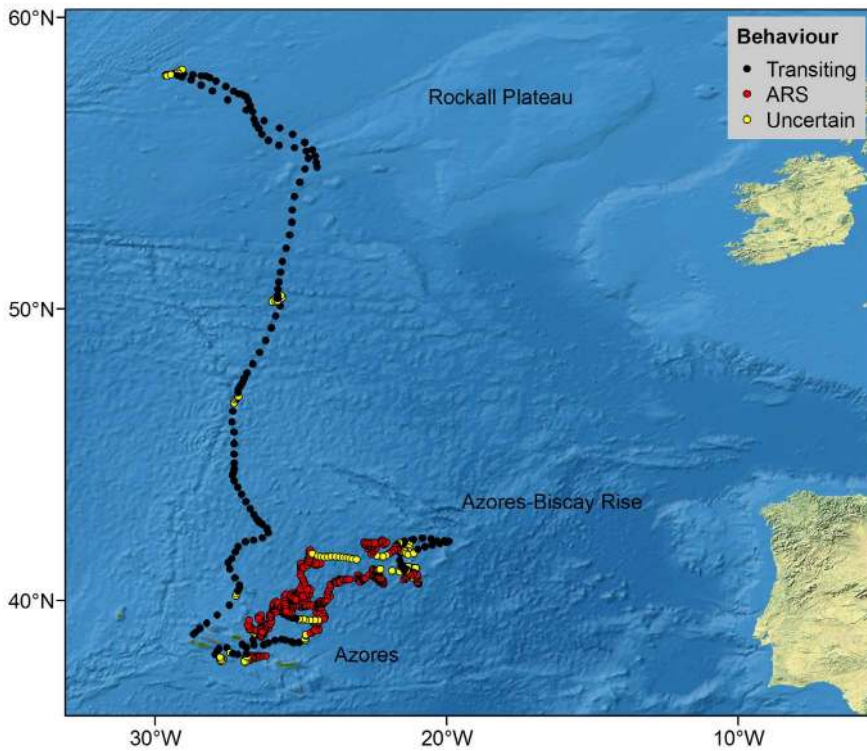 60°N
Behaviour
Transiting
ARS
Uncertain
Rockall Plateau
50°N
Azores-Biscay Rise
40°N
Azores
30°W
20°W
10°W